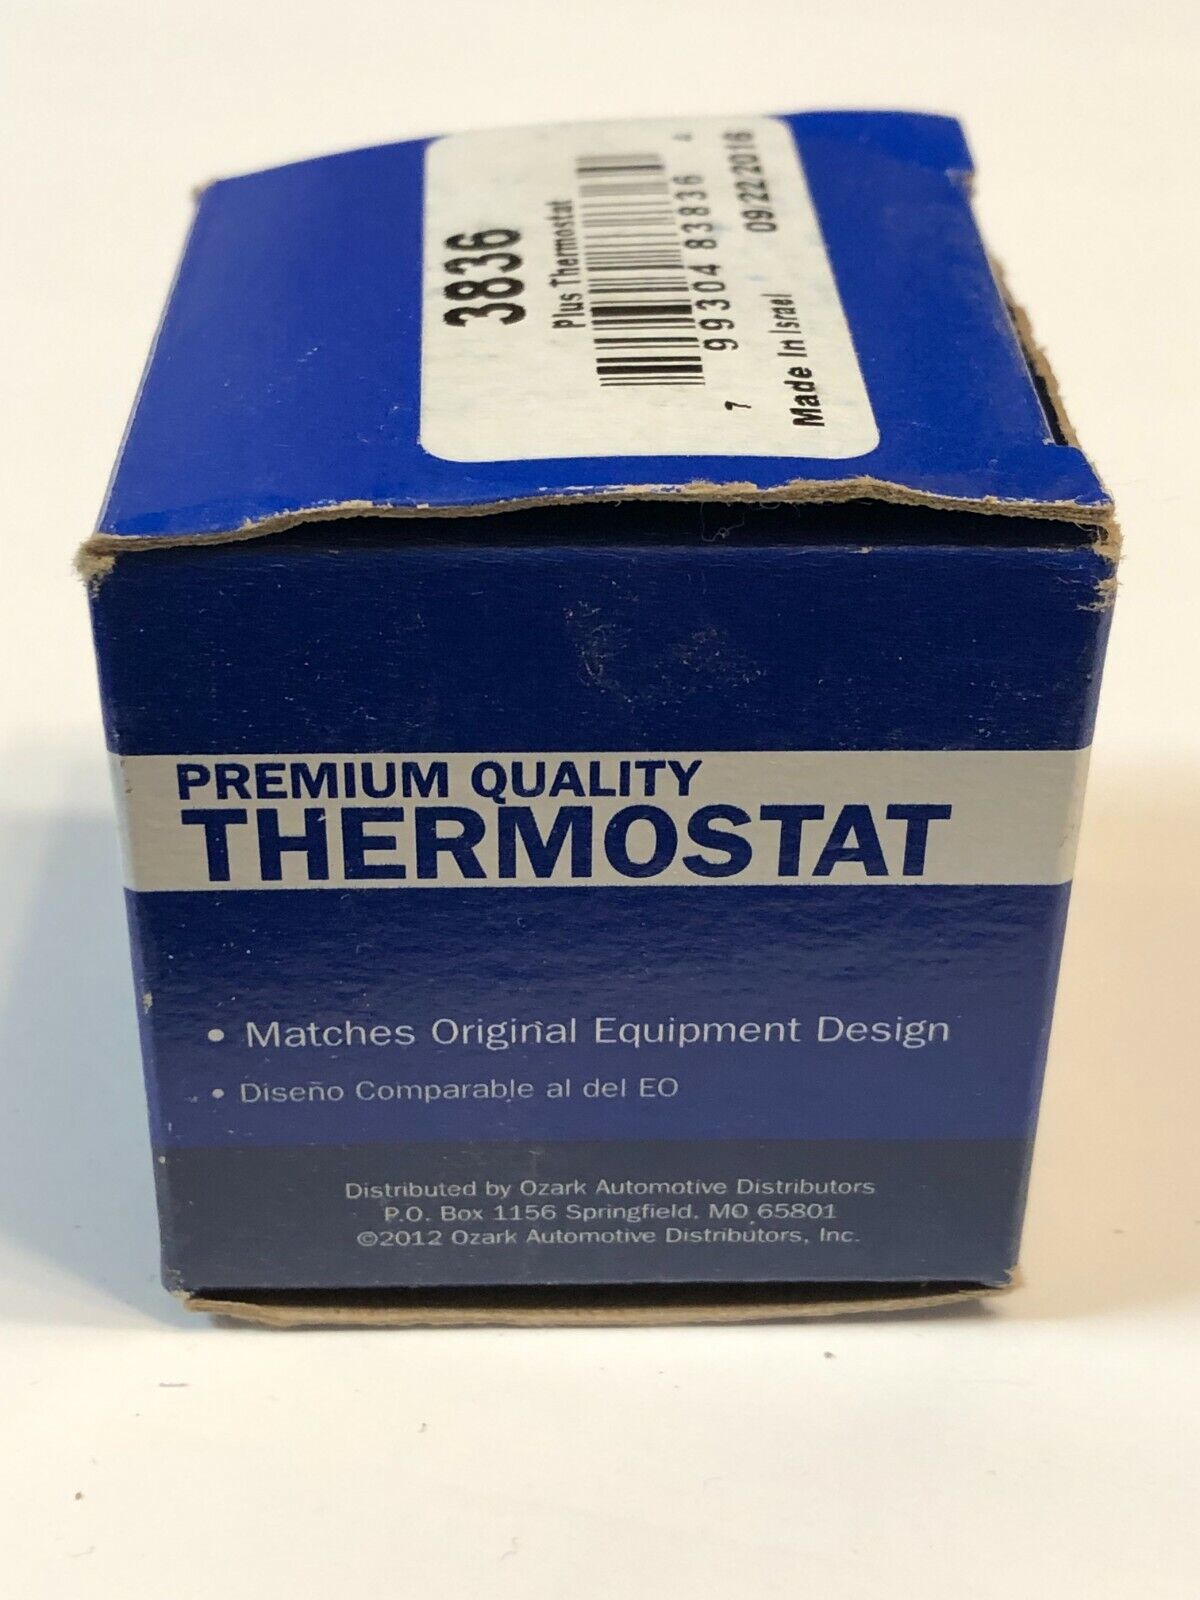 3836
Plus Thermostat
7 99304 83836 4
Made In Israel 09/22/2016
PREMIUM QUALITY
THERMOSTAT
• Matches Original Equipment Design
• Diseño Comparable al del EO
Distributed by Ozark Automotive Distributors
P.O. Box 1156 Springfield, MO 65801
©2012 Ozark Automotive Distributors, Inc.